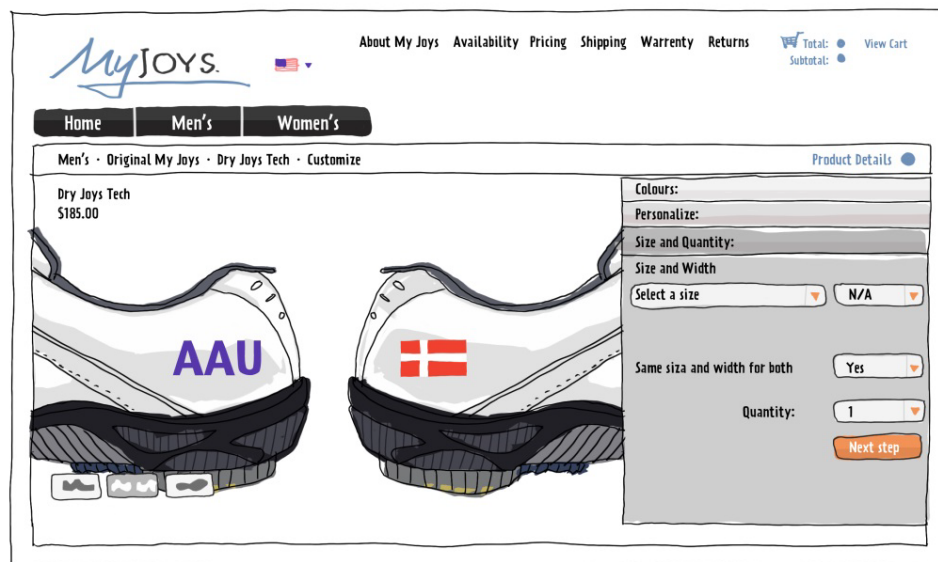 About My Joys Availability Pricing Shipping Warrenty Returns
Total: View Cart
Subtotal:
MyJOYS.
Home Men's Women's
Men's · Original My Joys · Dry Joys Tech · Customize
Product Details
Dry Joys Tech
$185.00
AAU
Colours:
Personalize:
Size and Quantity:
Size and Width
Select a size N/A
Same siza and width for both Yes
Quantity: 1
Next step